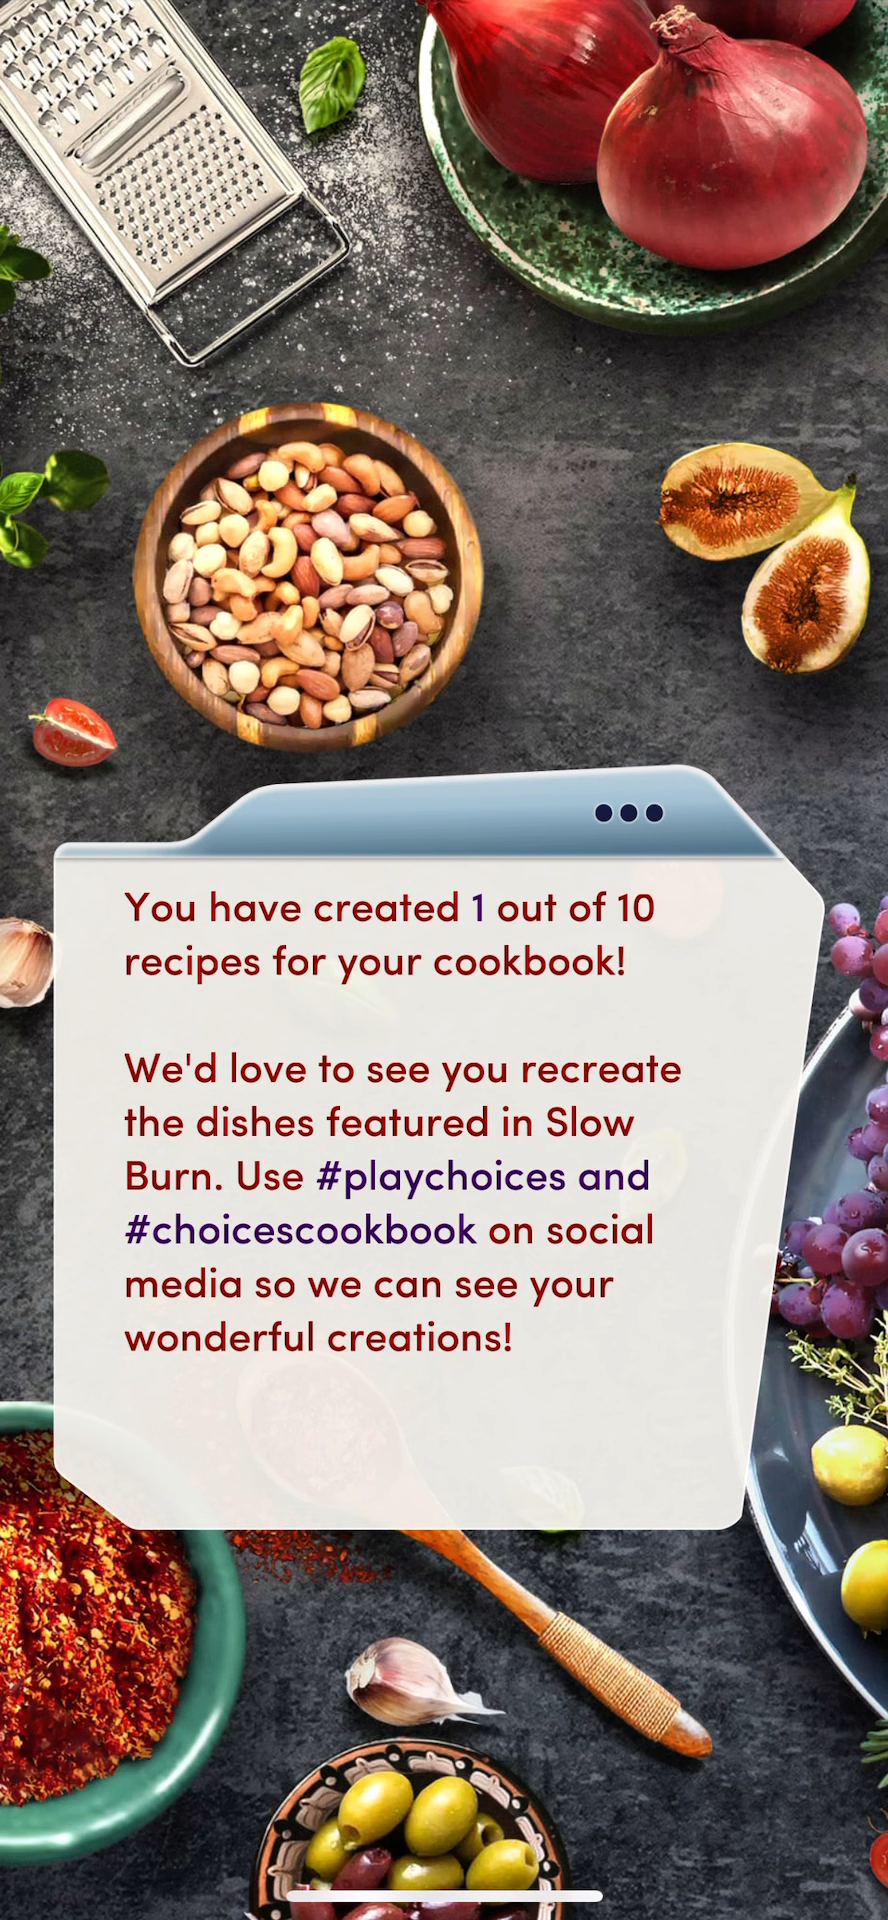 You have created 1 out of 10
recipes for your cookbook!
We'd love to see you recreate
the dishes featured in Slow
Burn. Use #playchoices and
#choicescookbook on social
media so we can see your
wonderful creations!